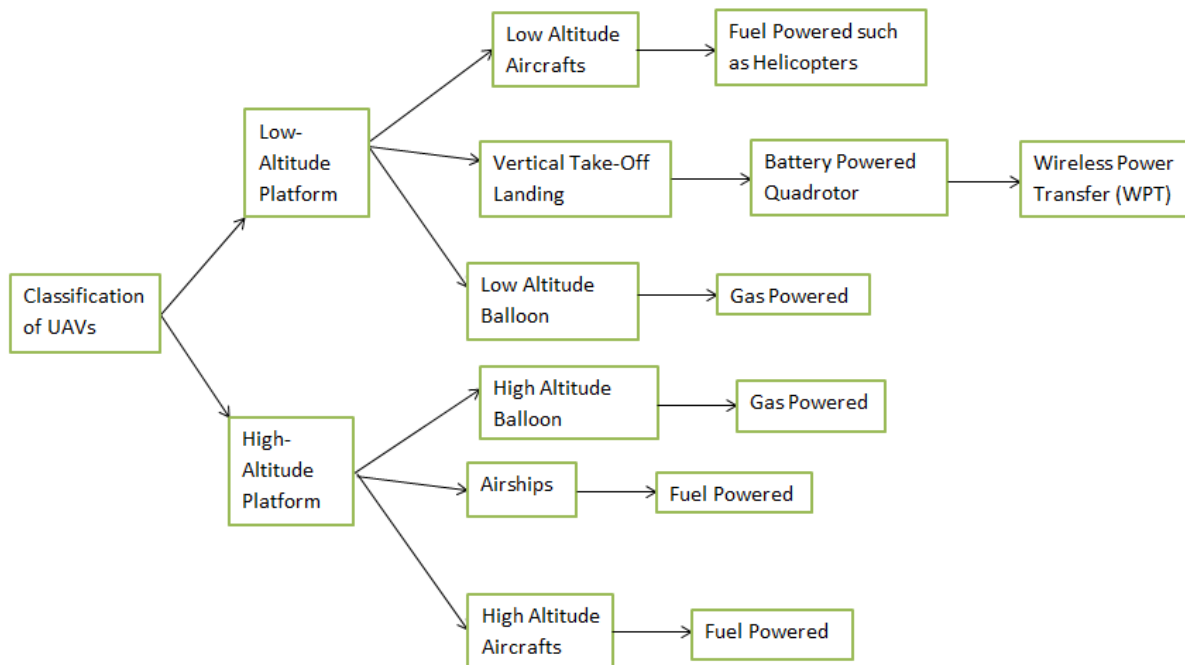 Classification
of UAVs
Low-
Altitude
Platform
Low Altitude
Aircrafts
Fuel Powered such
as Helicopters
Vertical Take-Off
Landing
Battery Powered
Quadrotor
Wireless Power
Transfer (WPT)
Low Altitude
Balloon
Gas Powered
High-
Altitude
Platform
High Altitude
Balloon
Gas Powered
Airships
Fuel Powered
High Altitude
Aircrafts
Fuel Powered